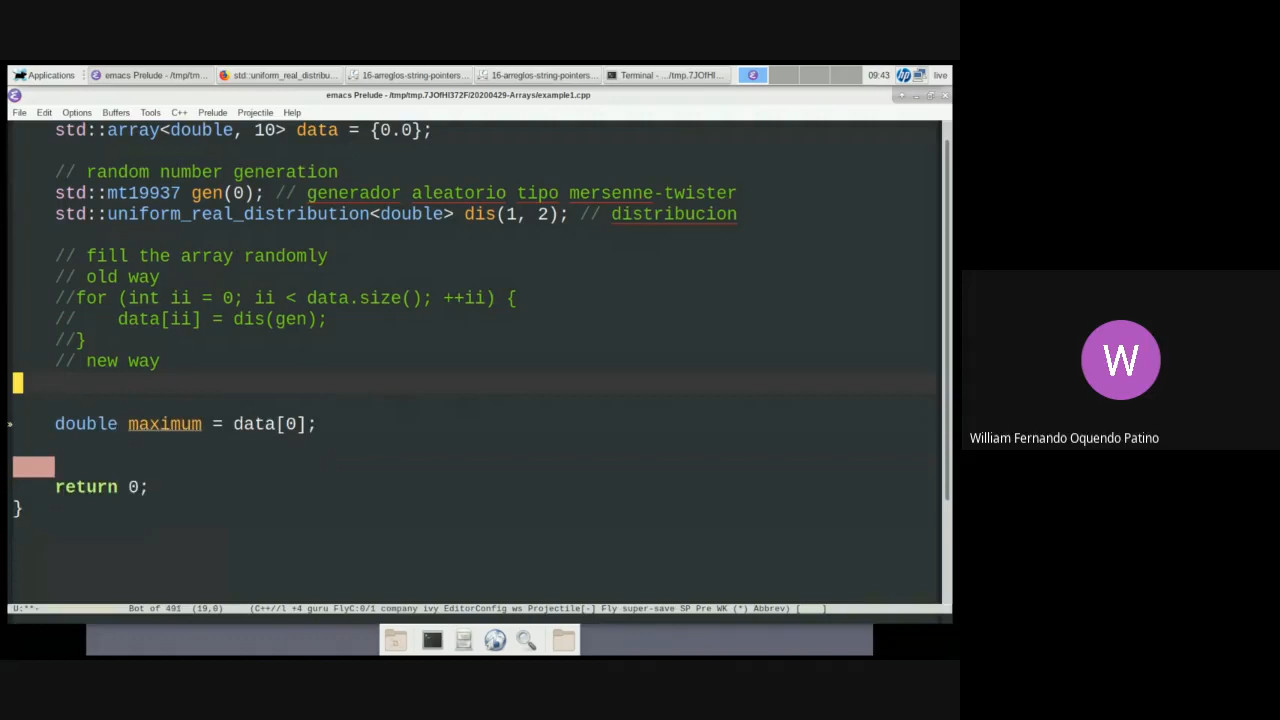 Applications
emacs Prelude - /tmp/tm...
std::uniform_real_distribu...
16-arreglos-string-pointers...
16-arreglos-string-pointers...
Terminal - .../tmp.7JOfHI...
09:43
hp
live
emacs Prelude - /tmp/tmp.7JOfHI372F/20200429-Arrays/example1.cpp
File Edit Options Buffers Tools C++ Prelude Projectile Help
std::array<double, 10> data = {0.0};
// random number generation
std::mt19937 gen(0); // generador aleatorio tipo mersenne-twister
std::uniform_real_distribution<double> dis(1, 2); // distribucion
// fill the array randomly
// old way
//for (int ii = 0; ii < data.size(); ++ii) {
//    data[ii] = dis(gen);
//}
// new way
double maximum = data[0];
return 0;
}
U:**- Bot of 491 (19,0) (C++//l +4 guru FlyC:0/1 company ivy EditorConfig ws Projectile[-] Fly super-save SP Pre WK (*) Abbrev) [ ]
W
William Fernando Oquendo Patino